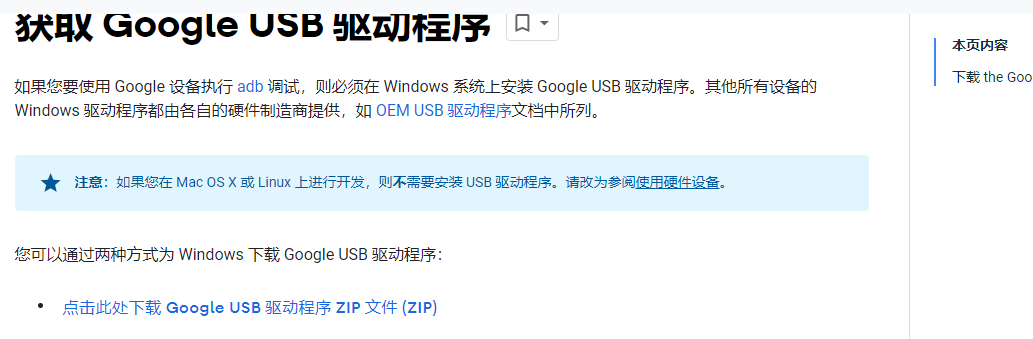 获取 Google USB 驱动程序
本页内容
下载 the Goo
如果您要使用 Google 设备执行 adb 调试，则必须在 Windows 系统上安装 Google USB 驱动程序。其他所有设备的
Windows 驱动程序都由各自的硬件制造商提供，如 OEM USB 驱动程序文档中所列。
注意：如果您在 Mac OS X 或 Linux 上进行开发，则不需要安装 USB 驱动程序。请改为参阅使用硬件设备。
您可以通过两种方式为 Windows 下载 Google USB 驱动程序：
• 点击此处下载 Google USB 驱动程序 ZIP 文件 (ZIP)